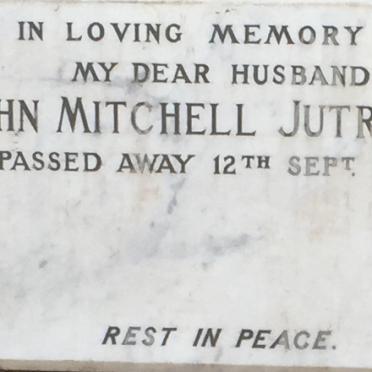 IN LOVING MEMORY
MY DEAR HUSBAND
HN MITCHELL JUTR
PASSED AWAY 12TH SEPT.
REST IN PEACE.